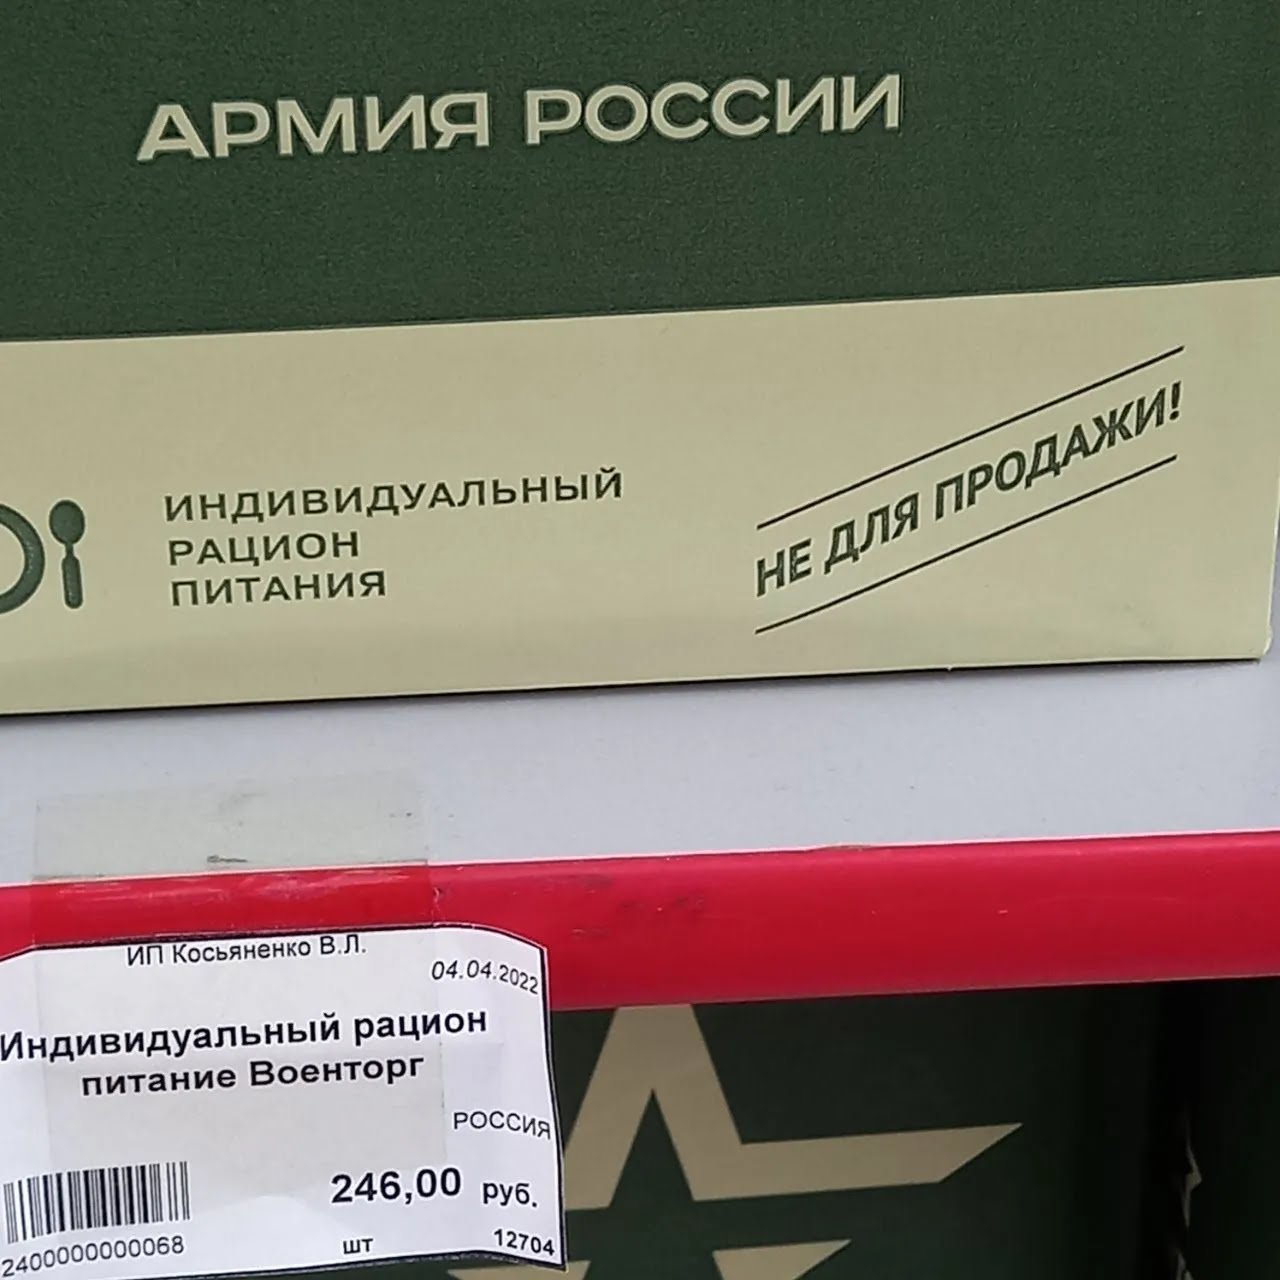 АРМИЯ РОССИИ
ИНДИВИДУАЛЬНЫЙ
РАЦИОН
ПИТАНИЯ
НЕ ДЛЯ ПРОДАЖИ!
ИП Косьяненко В.Л.
04.04.2022
Индивидуальный рацион
питание Военторг
РОССИЯ
246,00 руб.
2400000000068
шт
12704